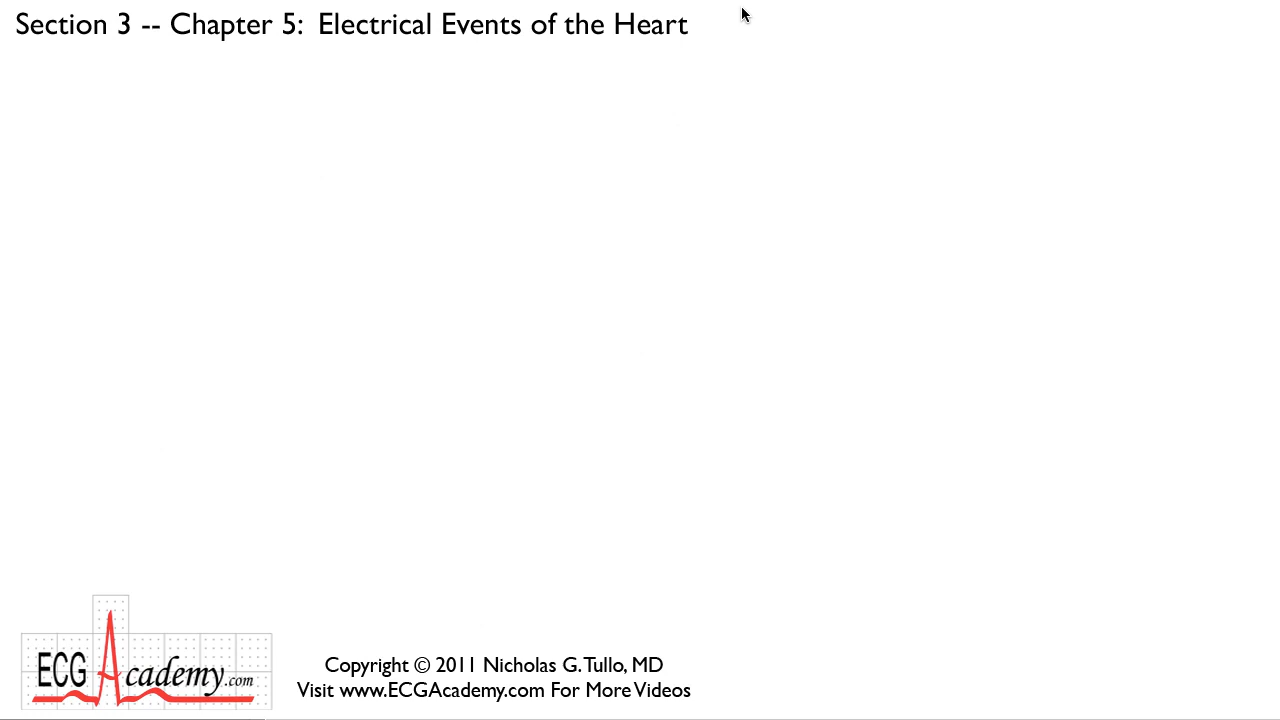 Section 3 -- Chapter 5:  Electrical Events of the Heart
ECG Academy.com
Copyright © 2011 Nicholas G. Tullo, MD
Visit www.ECGAcademy.com For More Videos